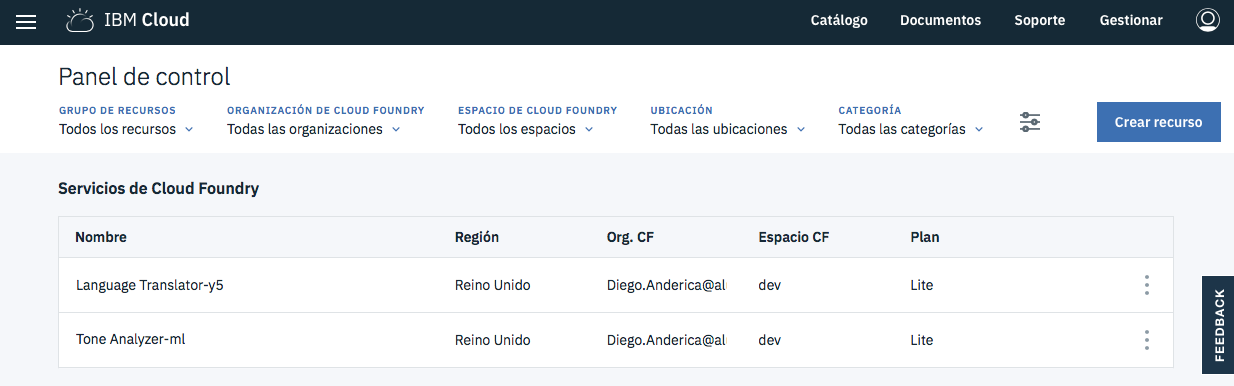 IBM Cloud Catálogo Documentos Soporte Gestionar
Panel de control
GRUPO DE RECURSOS ORGANIZACIÓN DE CLOUD FOUNDRY ESPACIO DE CLOUD FOUNDRY UBICACIÓN CATEGORÍA
Todos los recursos Todas las organizaciones Todos los espacios Todas las ubicaciones Todas las categorías Crear recurso
Servicios de Cloud Foundry
Nombre Región Org. CF Espacio CF Plan
Language Translator-y5 Reino Unido Diego.Anderica@al dev Lite
Tone Analyzer-ml Reino Unido Diego.Anderica@al dev Lite
FEEDBACK